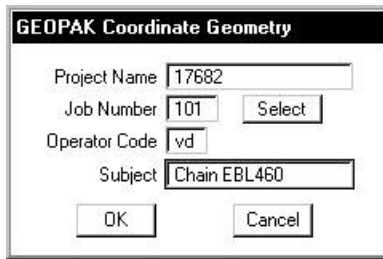 GEOPAK Coordinate Geometry
Project Name 17682
Job Number 101 Select
Operator Code vd
Subject Chain EBL460
OK Cancel